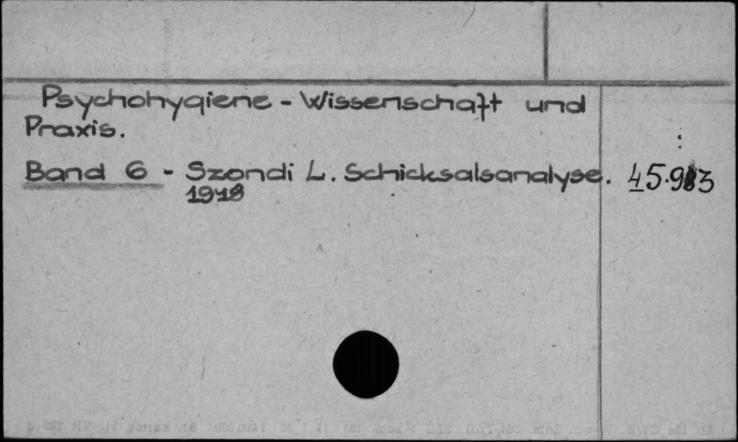 Psychohygiene - Wissenschaft und
Praxis.
Band 6 - Szondi L. Schicksalsanalyse.
1948